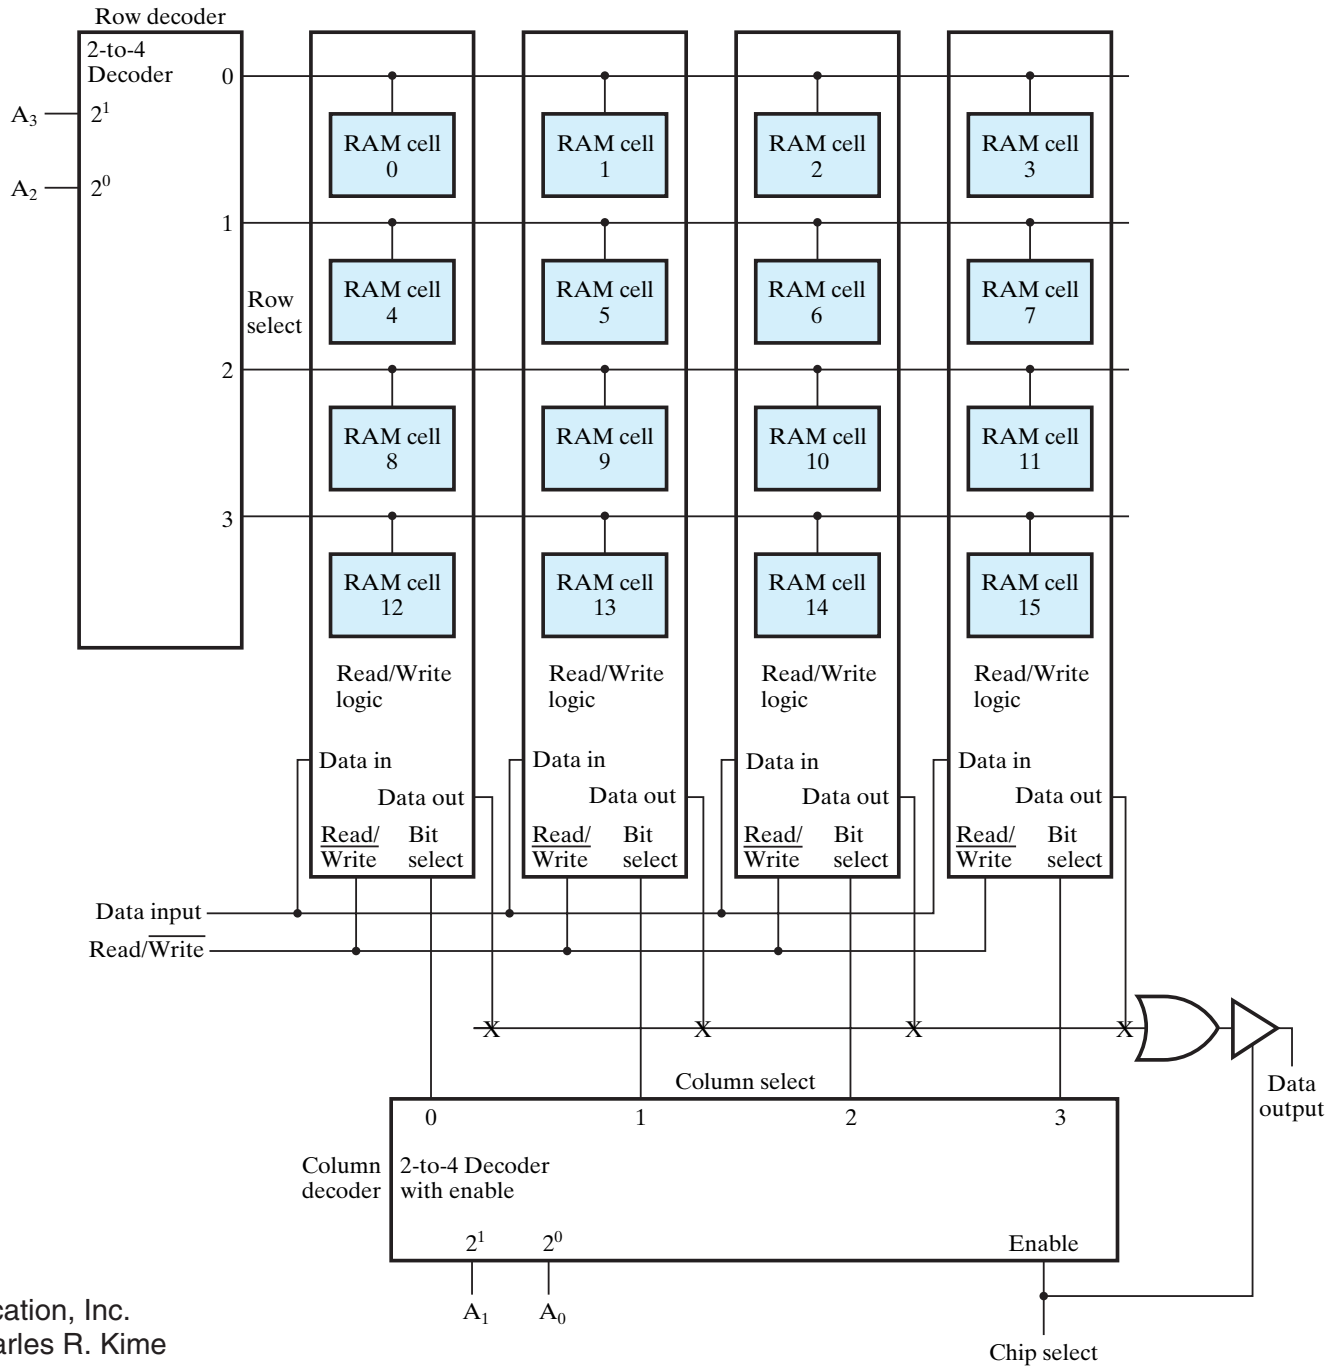 Row decoder
2-to-4
Decoder
0
A3
2^1
A2
2^0
1
Row
select
2
3
RAM cell
0
RAM cell
1
RAM cell
2
RAM cell
3
RAM cell
4
RAM cell
5
RAM cell
6
RAM cell
7
RAM cell
8
RAM cell
9
RAM cell
10
RAM cell
11
RAM cell
12
RAM cell
13
RAM cell
14
RAM cell
15
Read/Write
logic
Read/Write
logic
Read/Write
logic
Read/Write
logic
Data in
Data in
Data in
Data in
Data out
Data out
Data out
Data out
Read/
Write
Bit
select
Read/
Write
Bit
select
Read/
Write
Bit
select
Read/
Write
Bit
select
Data input
Read/Write
X X X X
Data
output
Column select
0 1 2 3
Column
decoder
2-to-4 Decoder
with enable
2^1 2^0 Enable
A1 A0
Chip select
cation, Inc.
arles R. Kime